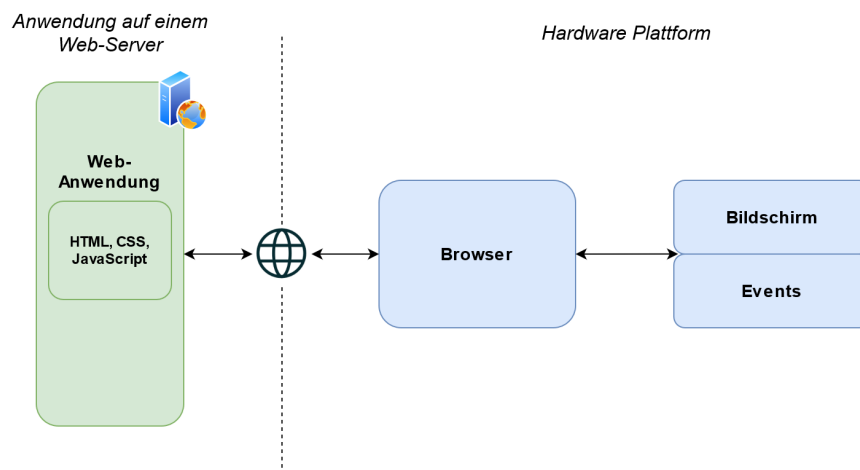 Anwendung auf einem
Web-Server
Hardware Plattform
Web-
Anwendung
HTML, CSS,
JavaScript
Browser
Bildschirm
Events